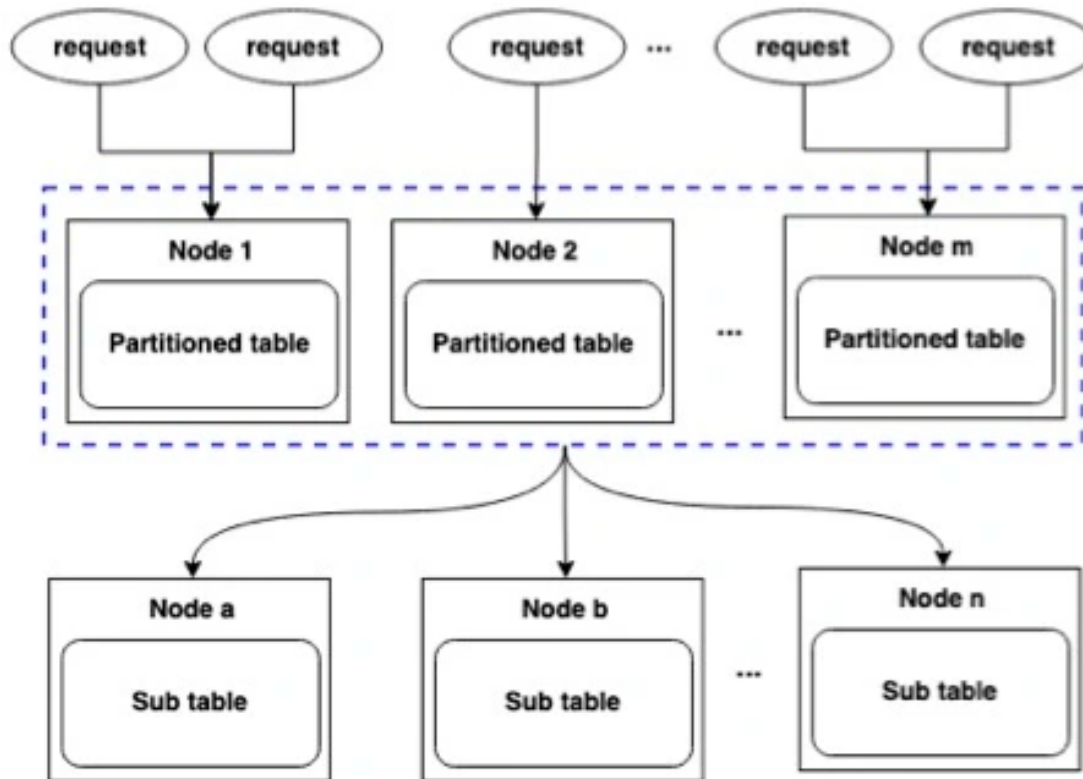 request
request
request
...
request
request
Node 1
Node 2
Node m
Partitioned table
Partitioned table
...
Partitioned table
Node a
Node b
Node n
Sub table
Sub table
...
Sub table